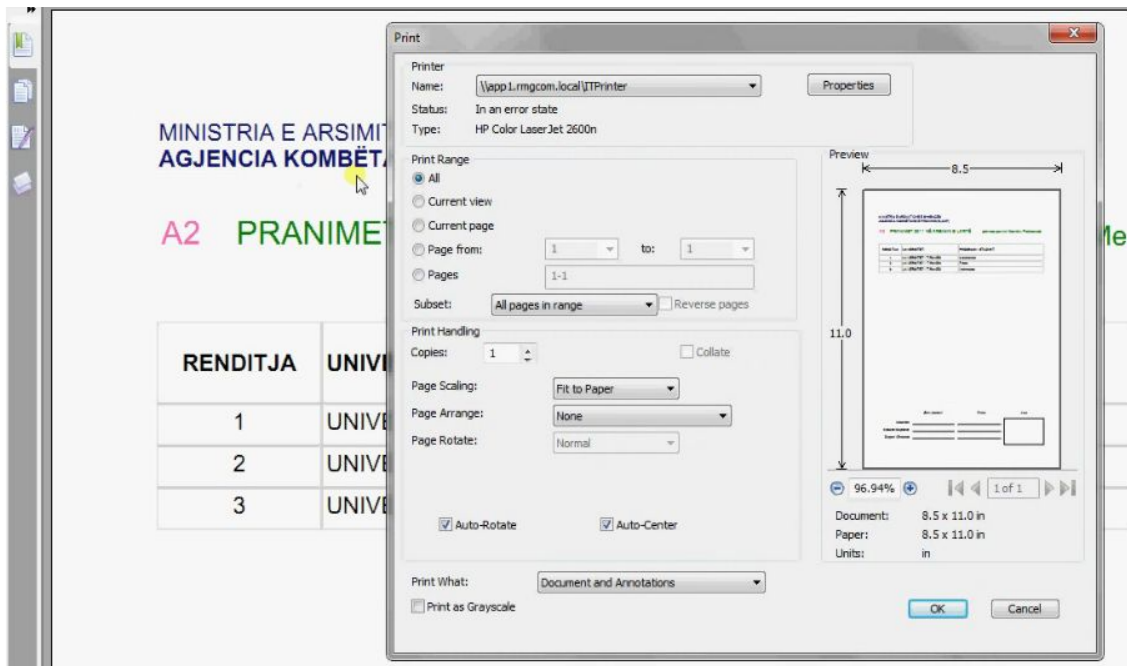 MINISTRIA E ARSIMIT
AGJENCIA KOMBËTA
A2 PRANIMET
Me
RENDITJA UNIVE
1 UNIVE
2 UNIVE
3 UNIVE
Print
Printer
Name: \\app1.rmgcom.local\ITPrinter Properties
Status: In an error state
Type: HP Color LaserJet 2600n
Print Range
All
Current view
Current page
Page from: 1 to: 1
Pages 1-1
Subset: All pages in range Reverse pages
Print Handling
Copies: 1 Collate
Page Scaling: Fit to Paper
Page Arrange: None
Page Rotate: Normal
Auto-Rotate Auto-Center
Print What: Document and Annotations
Print as Grayscale
Preview
8.5
11.0
96.94% 1 of 1
Document: 8.5 x 11.0 in
Paper: 8.5 x 11.0 in
Units: in
OK Cancel